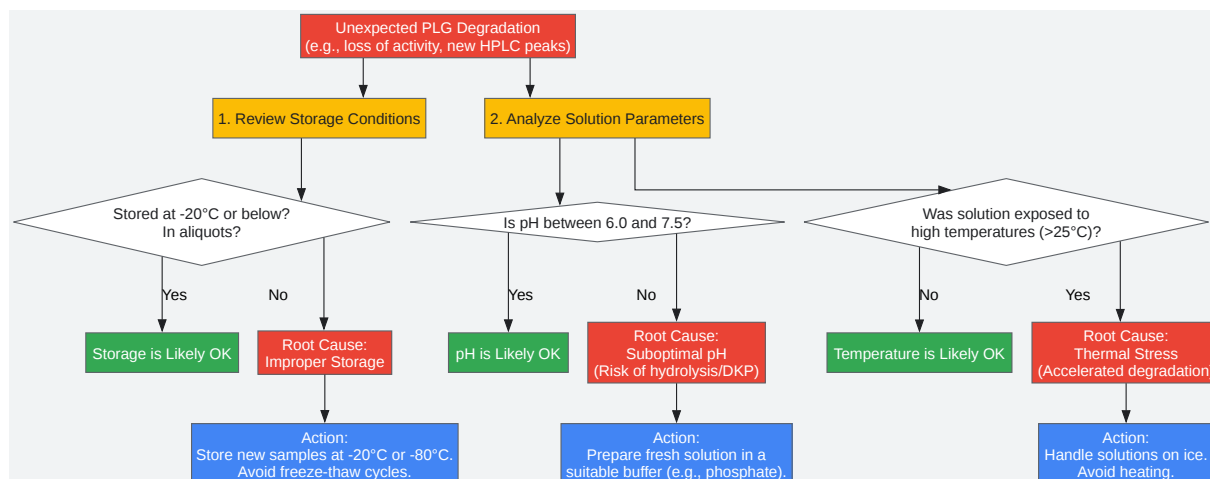 Unexpected PLG Degradation
(e.g., loss of activity, new HPLC peaks)
1. Review Storage Conditions
2. Analyze Solution Parameters
Stored at -20°C or below?
In aliquots?
Is pH between 6.0 and 7.5?
Was solution exposed to
high temperatures (>25°C)?
Yes
No
Yes
No
No
Yes
Storage is Likely OK
Root Cause:
Improper Storage
pH is Likely OK
Root Cause:
Suboptimal pH
(Risk of hydrolysis/DKP)
Temperature is Likely OK
Root Cause:
Thermal Stress
(Accelerated degradation
Action:
Store new samples at -20°C or -80°C.
Avoid freeze-thaw cycles.
Action:
Prepare fresh solution in a
suitable buffer (e.g., phosphate).
Action:
Handle solutions on ice.
Avoid heating.